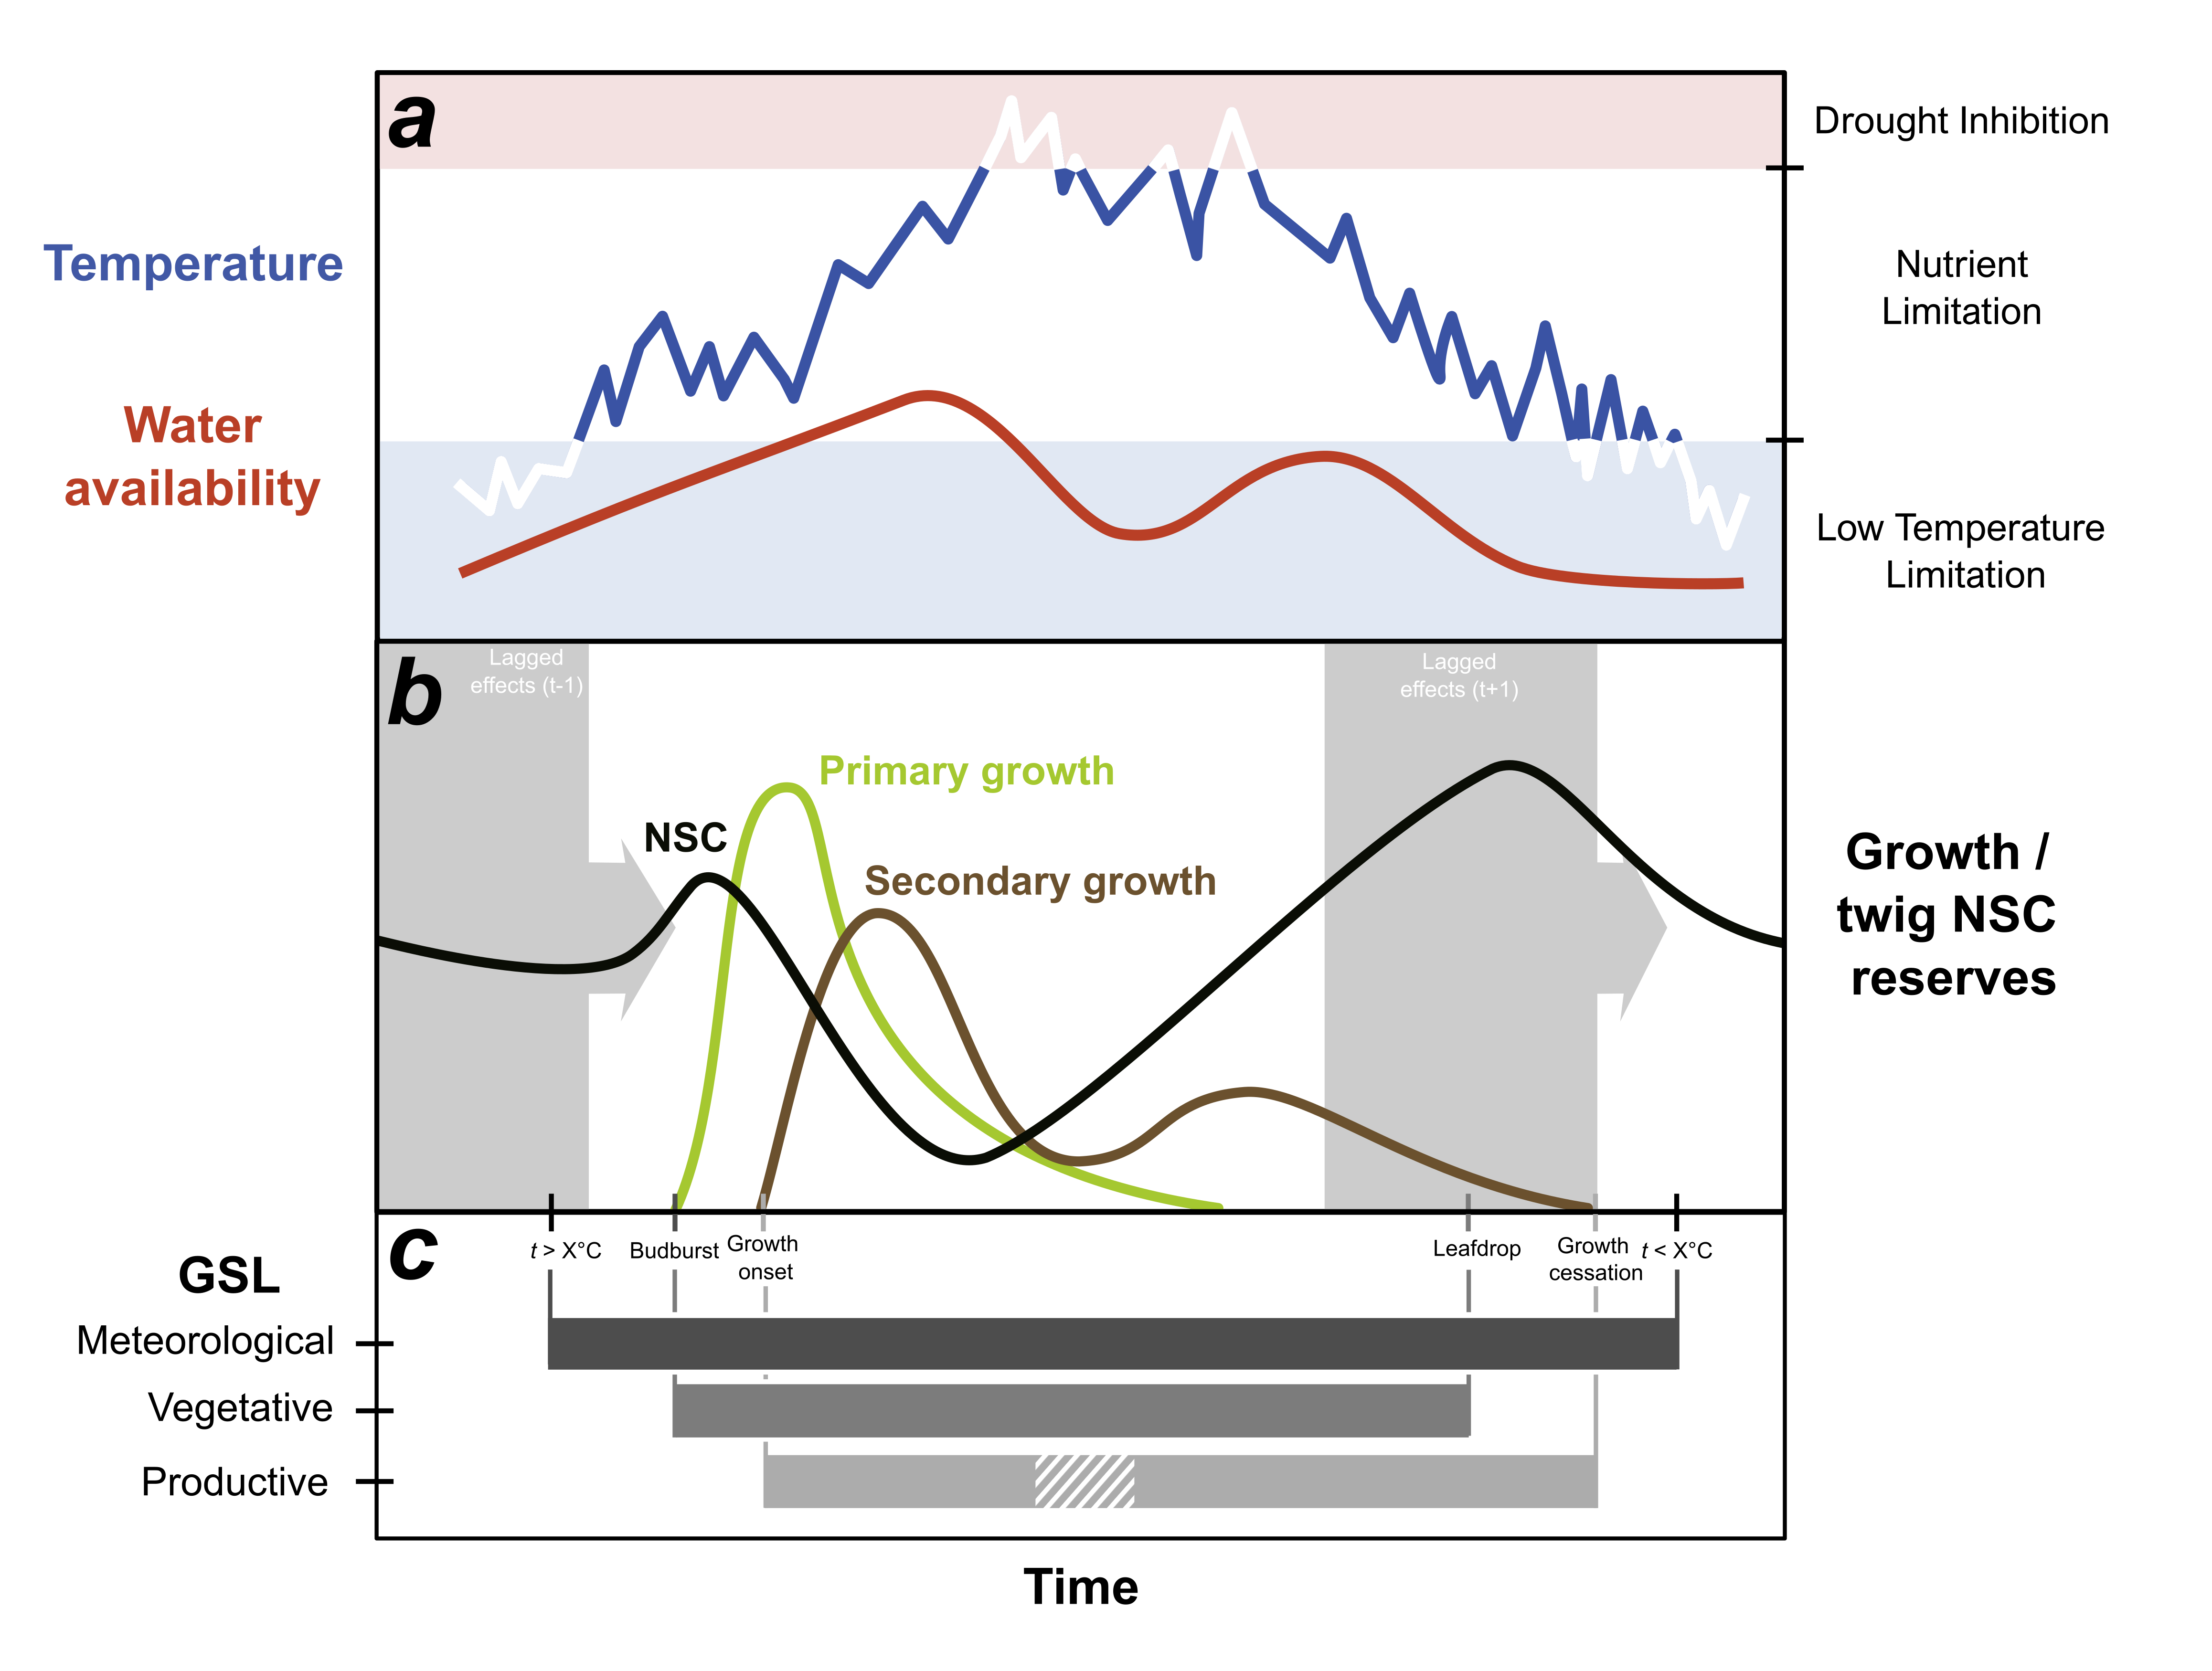 a
Drought Inhibition
Temperature
Nutrient
Limitation
Water
availability
Low Temperature
Limitation
b
Lagged
effects (t-1)
Lagged
effects (t+1)
Primary growth
NSC
Secondary growth
Growth /
twig NSC
reserves
c
t > X°C
Budburst
Growth
onset
Leafdrop
Growth
cessation
t < X°C
GSL
Meteorological
Vegetative
Productive
Time